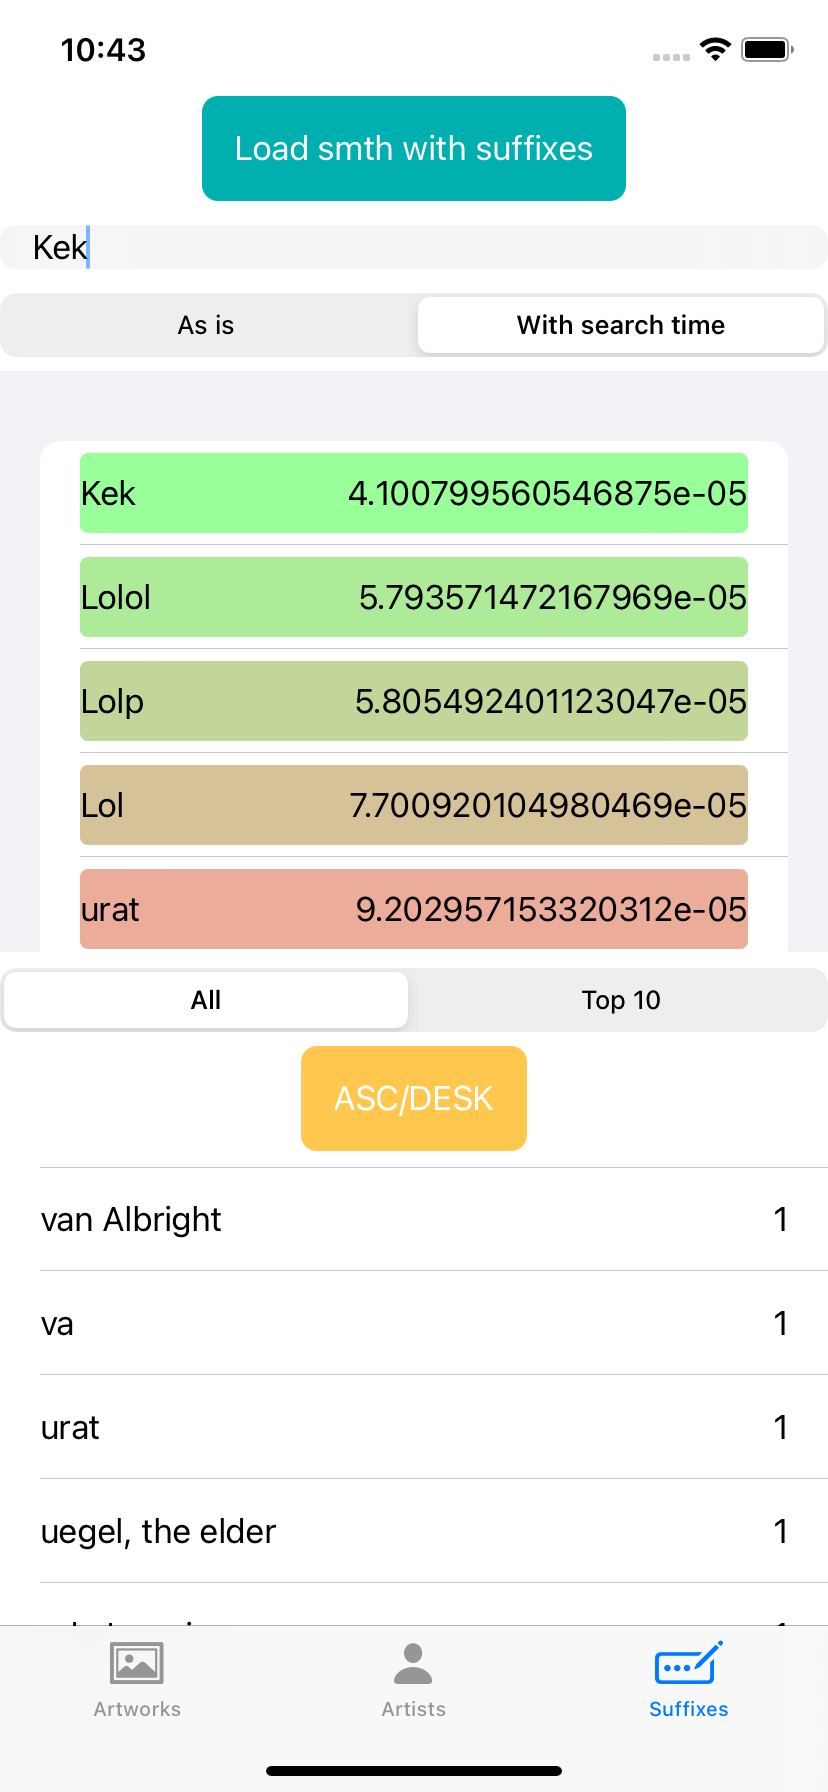 10:43
Load smth with suffixes
Kek
As is
With search time
Kek 4.100799560546875e-05
Lolol 5.793571472167969e-05
Lolp 5.805492401123047e-05
Lol 7.700920104980469e-05
urat 9.202957153320312e-05
All
Top 10
ASC/DESK
van Albright 1
va 1
urat 1
uegel, the elder 1
Artworks
Artists
Suffixes